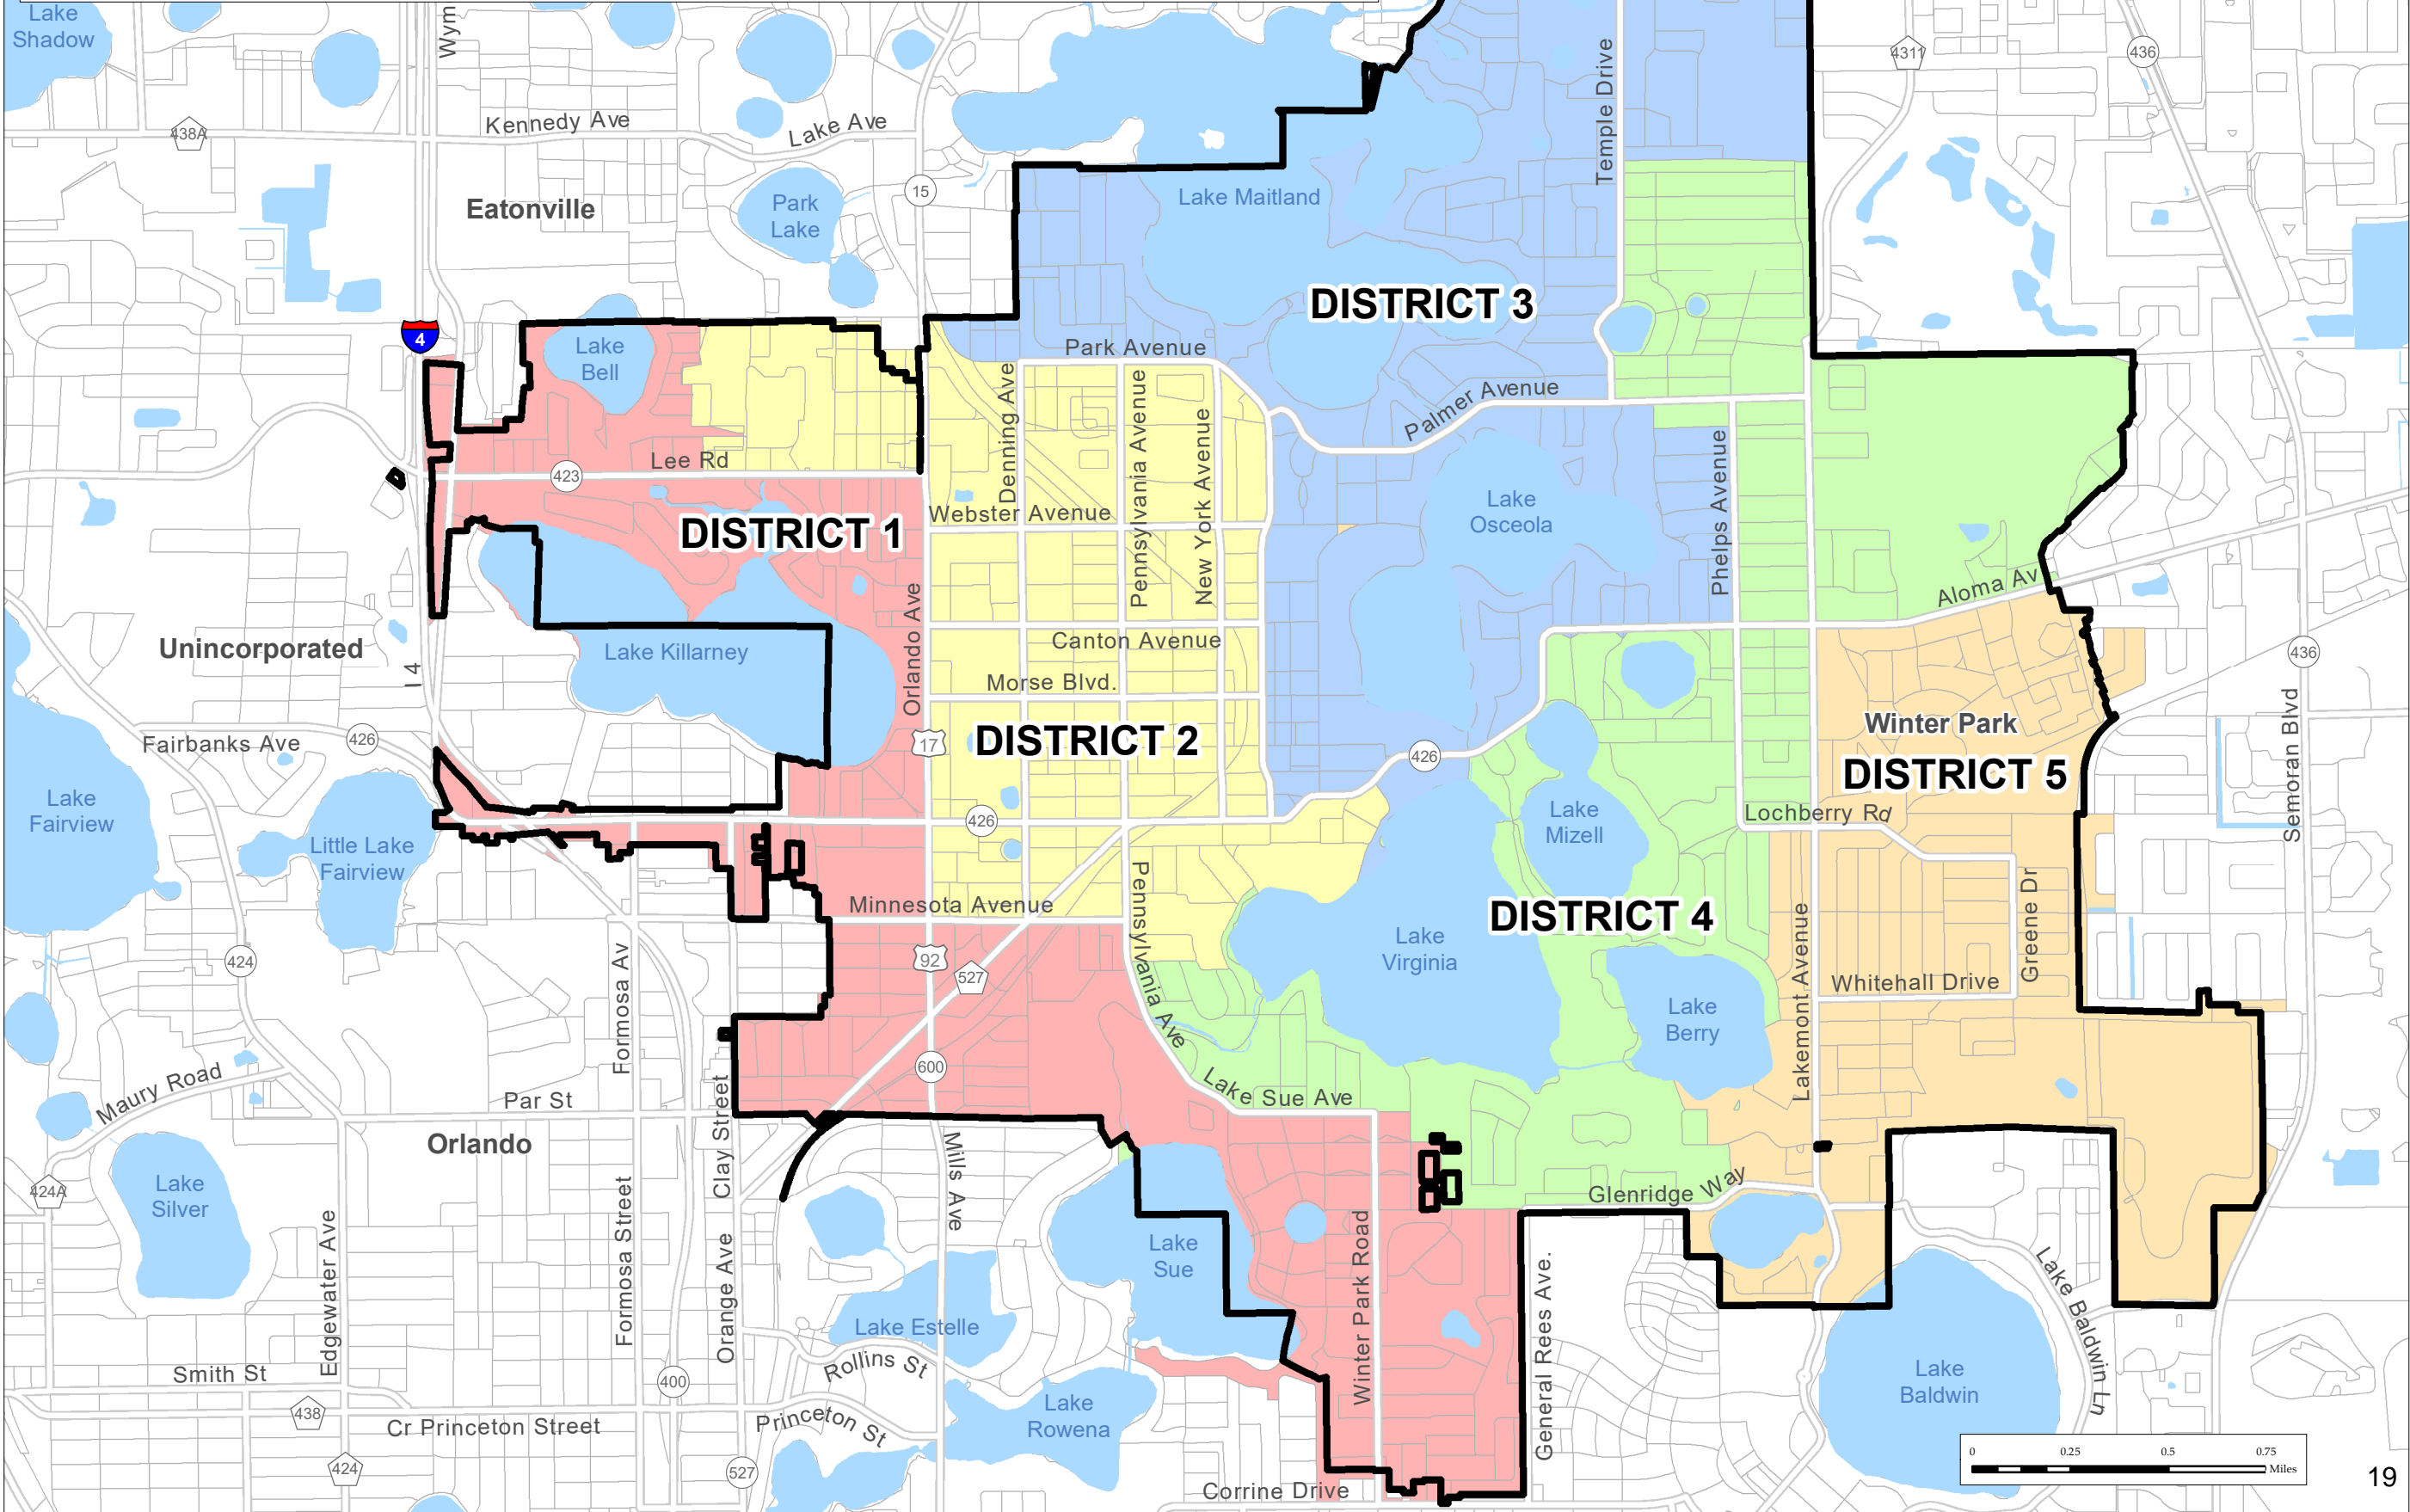 Lake
Shadow
Wym
Temple Drive
4311
436
438A
Kennedy Ave
Lake Ave
Eatonville
Park
Lake
15
Lake Maitland
DISTRICT 3
4
Lake
Bell
Park Avenue
Palmer Avenue
Denning Ave
Pennsylvania Avenue
New York Avenue
Lee Rd
423
Phelps Avenue
DISTRICT 1
Webster Avenue
Lake
Osceola
Aloma Av
Unincorporated
I 4
Lake Killarney
Orlando Ave
Canton Avenue
Morse Blvd.
436
Fairbanks Ave
426
17
DISTRICT 2
426
Winter Park
DISTRICT 5
Semoran Blvd
Lake
Fairview
Little Lake
Fairview
426
Lake
Mizell
Lochberry Rd
Minnesota Avenue
Pennsylvania Ave
DISTRICT 4
Lake
Virginia
Lakemont Avenue
Greene Dr
Whitehall Drive
424
Formosa Av
92
527
Lake
Berry
600
Maury Road
Par St
Clay Street
Lake Sue Ave
Orlando
Mills Ave
424A
Lake
Silver
Glenridge Way
Edgewater Ave
Formosa Street
Orange Ave
Lake
Sue
Winter Park Road
General Rees Ave.
Lake Baldwin Ln
Lake Estelle
Rollins St
Smith St
400
Lake
Baldwin
438
Cr Princeton Street
Princeton St
Lake
Rowena
424
527
Corrine Drive
0 0.25 0.5 0.75
Miles
19